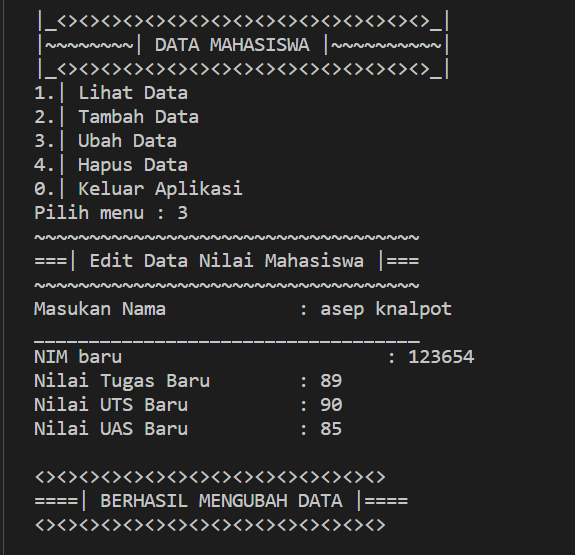 |_<><><><><><><><><><><><><><><><><>_|
|~~~~~~~~| DATA MAHASISWA |~~~~~~~~~~|
|_<><><><><><><><><><><><><><><><><>_|
1.| Lihat Data
2.| Tambah Data
3.| Ubah Data
4.| Hapus Data
0.| Keluar Aplikasi
Pilih menu : 3
~~~~~~~~~~~~~~~~~~~~~~~~~~~~~~~~~~~
===| Edit Data Nilai Mahasiswa |===
~~~~~~~~~~~~~~~~~~~~~~~~~~~~~~~~~~~
Masukan Nama            : asep knalpot
___________________________________
NIM baru                        : 123654
Nilai Tugas Baru        : 89
Nilai UTS Baru          : 90
Nilai UAS Baru          : 85
<><><><><><><><><><><><><><><><>
====| BERHASIL MENGUBAH DATA |====
<><><><><><><><><><><><><><><><>